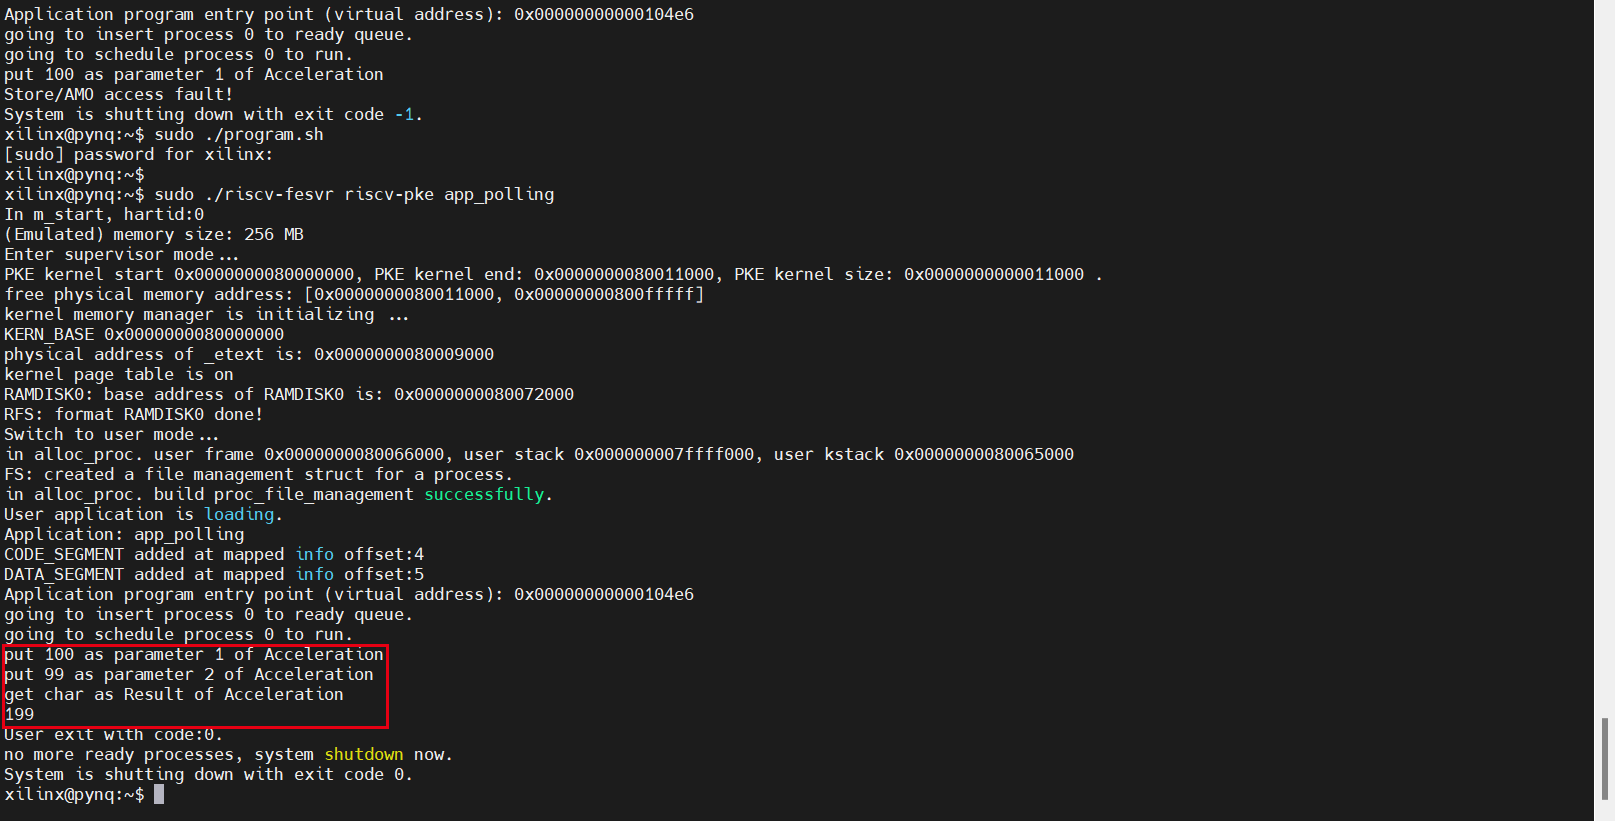 Application program entry point (virtual address): 0x00000000000104e6
going to insert process 0 to ready queue.
going to schedule process 0 to run.
put 100 as parameter 1 of Acceleration
Store/AMO access fault!
System is shutting down with exit code -1.
xilinx@pynq:~$ sudo ./program.sh
[sudo] password for xilinx:
xilinx@pynq:~$
xilinx@pynq:~$ sudo ./riscv-fesvr riscv-pke app_polling
In m_start, hartid:0
(Emulated) memory size: 256 MB
Enter supervisor mode...
PKE kernel start 0x0000000080000000, PKE kernel end: 0x0000000080011000, PKE kernel size: 0x0000000000011000 .
free physical memory address: [0x0000000080011000, 0x00000000800fffff]
kernel memory manager is initializing ...
KERN_BASE 0x0000000080000000
physical address of _etext is: 0x0000000080009000
kernel page table is on
RAMDISK0: base address of RAMDISK0 is: 0x0000000080072000
RFS: format RAMDISK0 done!
Switch to user mode...
in alloc_proc. user frame 0x0000000080066000, user stack 0x000000007ffff000, user kstack 0x0000000080065000
FS: created a file management struct for a process.
in alloc_proc. build proc_file_management successfully.
User application is loading.
Application: app_polling
CODE_SEGMENT added at mapped info offset:4
DATA_SEGMENT added at mapped info offset:5
Application program entry point (virtual address): 0x00000000000104e6
going to insert process 0 to ready queue.
going to schedule process 0 to run.
put 100 as parameter 1 of Acceleration
put 99 as parameter 2 of Acceleration
get char as Result of Acceleration
199
User exit with code:0.
no more ready processes, system shutdown now.
System is shutting down with exit code 0.
xilinx@pynq:~$